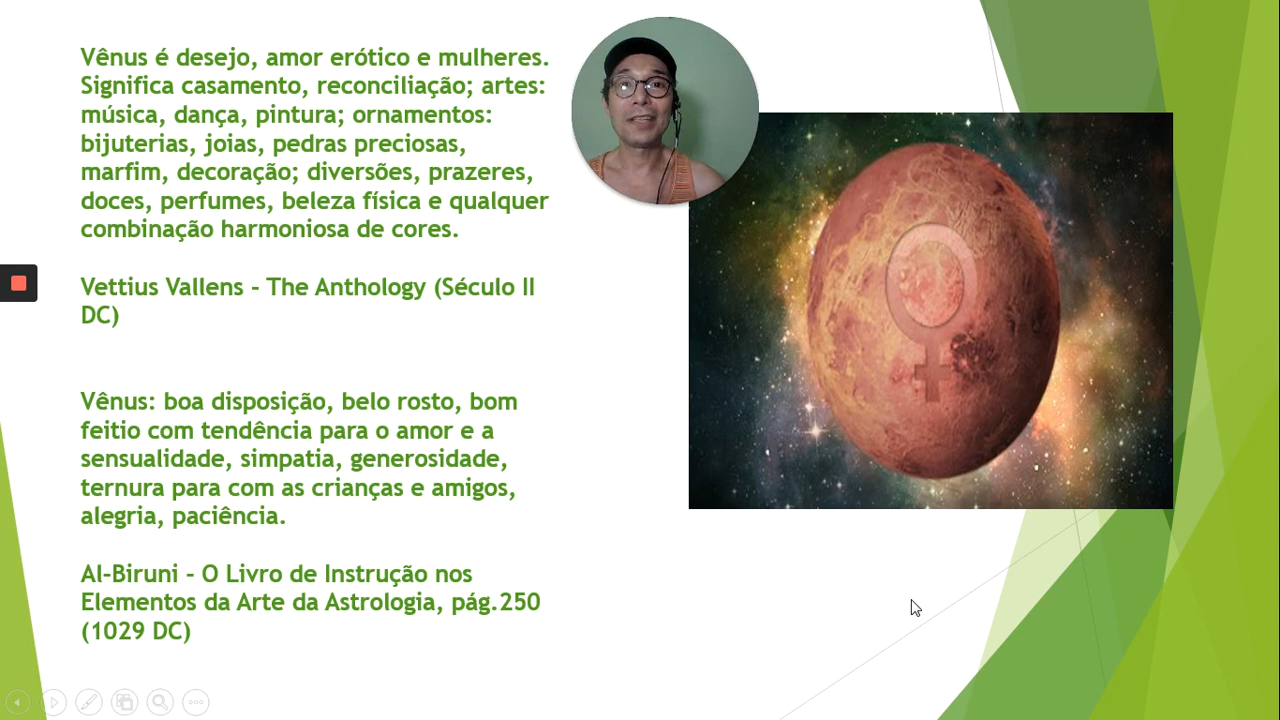 Vênus é desejo, amor erótico e mulheres.
Significa casamento, reconciliação; artes:
música, dança, pintura; ornamentos:
bijuterias, joias, pedras preciosas,
marfim, decoração; diversões, prazeres,
doces, perfumes, beleza física e qualquer
combinação harmoniosa de cores.
Vettius Vallens - The Anthology (Século II
DC)
Vênus: boa disposição, belo rosto, bom
feitio com tendência para o amor e a
sensualidade, simpatia, generosidade,
ternura para com as crianças e amigos,
alegria, paciência.
Al-Biruni – O Livro de Instrução nos
Elementos da Arte da Astrologia, pág.250
(1029 DC)